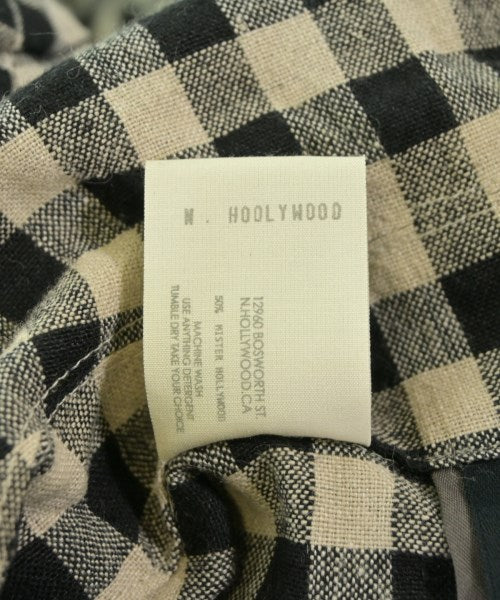 N. HOOLYWOOD
12960 BOSWORTH ST.
N.HOLLYWOOD.CA
50% MISTER HOLLYWOOD
MACHINE WASH
USE ANYTHING DETERGENT
TUMBLE DRY TAKE YOUR CHOICE